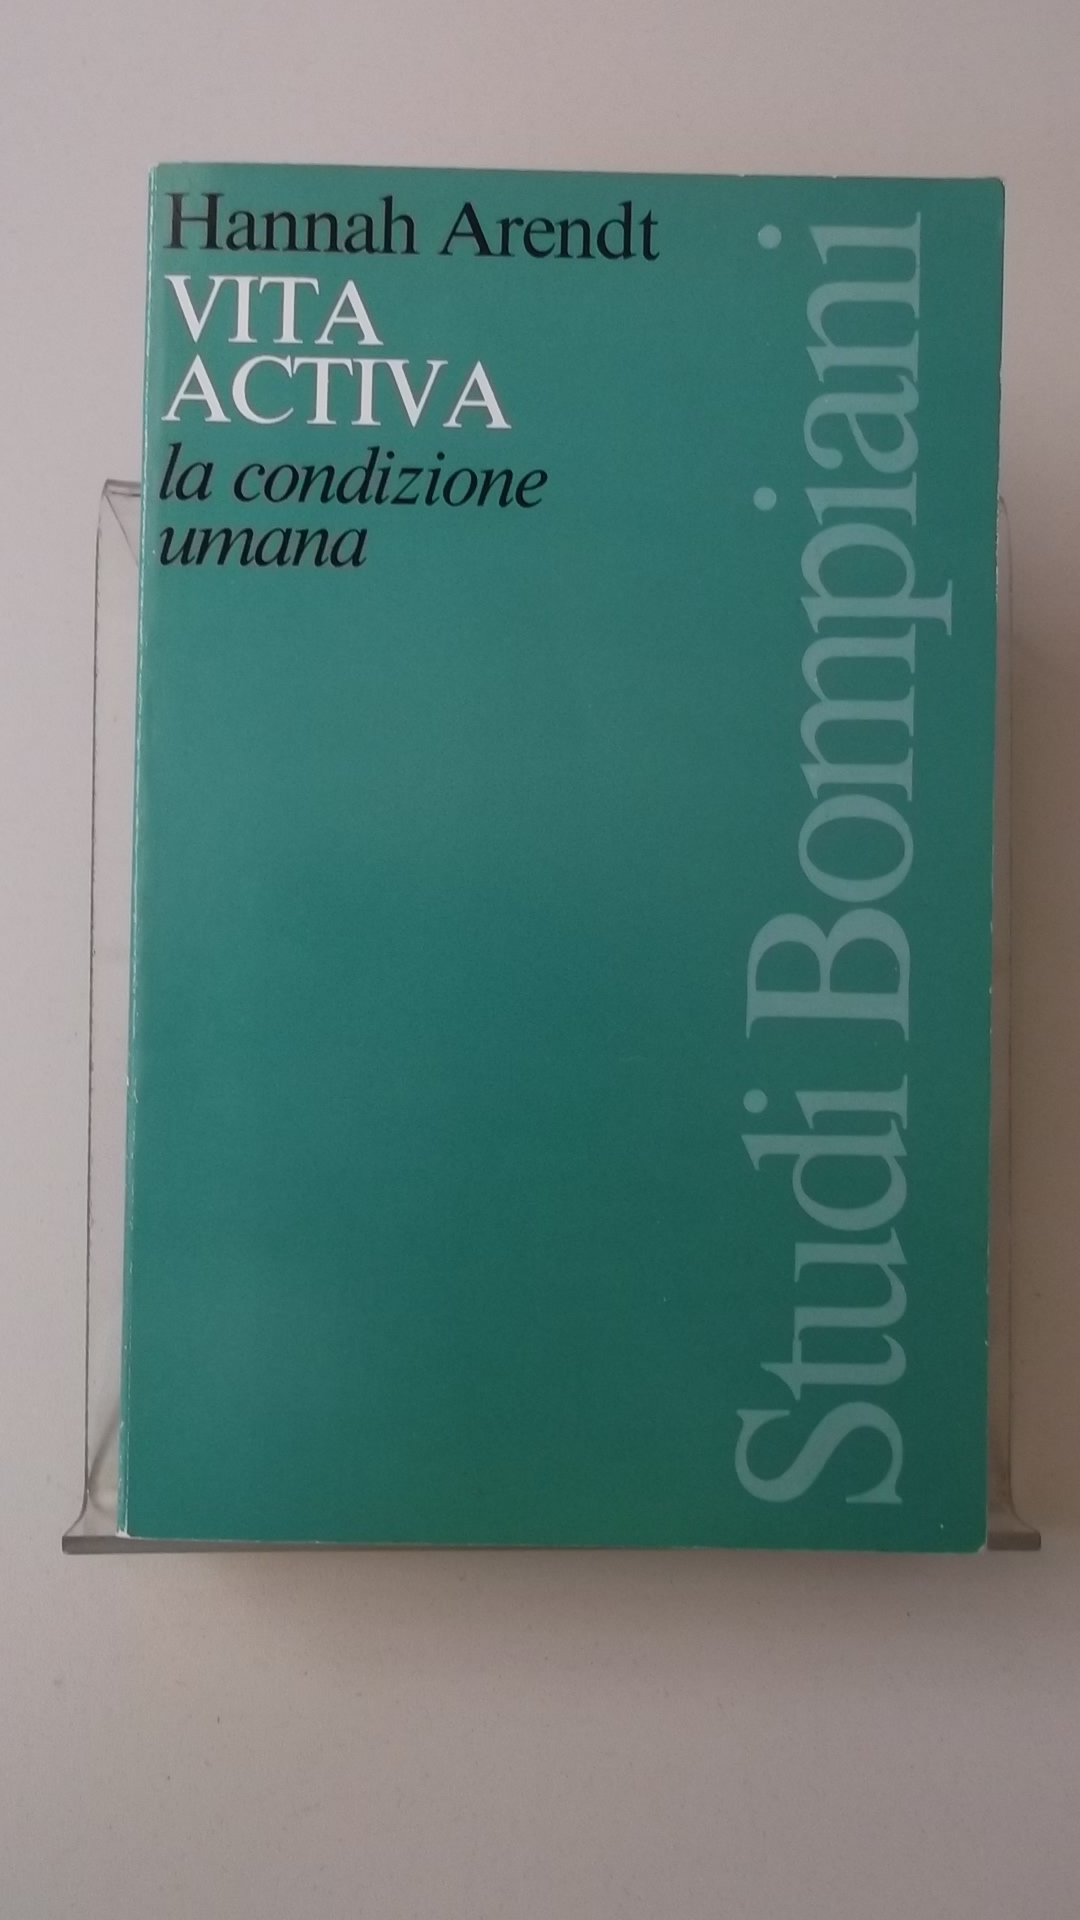 Hannah Arendt
VITA
ACTIVA
la condizione
umana
Studi Bompiani